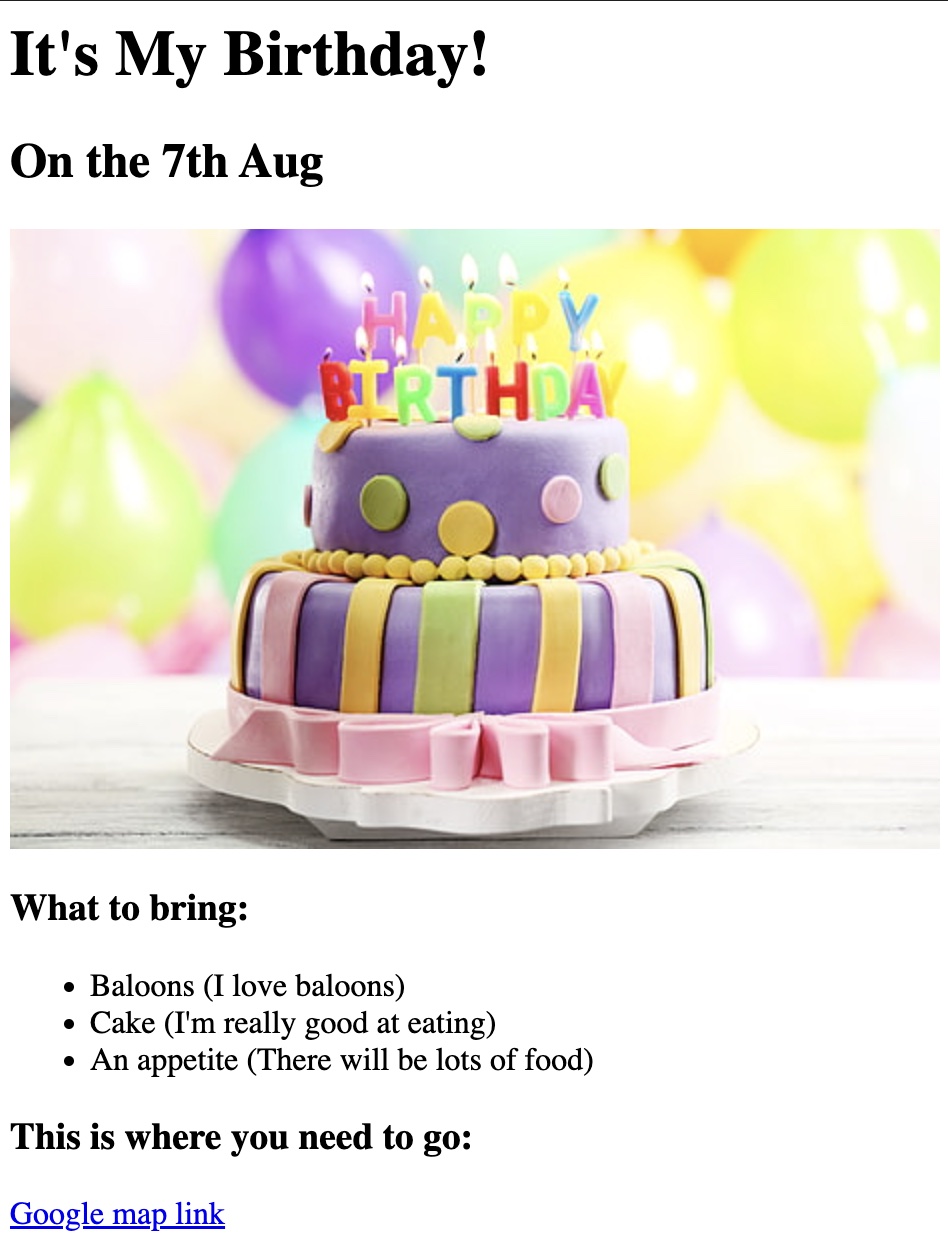 It's My Birthday!
On the 7th Aug
HAPPY
BIRTHDAY
What to bring:
Baloons (I love baloons)
Cake (I'm really good at eating)
An appetite (There will be lots of food)
This is where you need to go:
Google map link